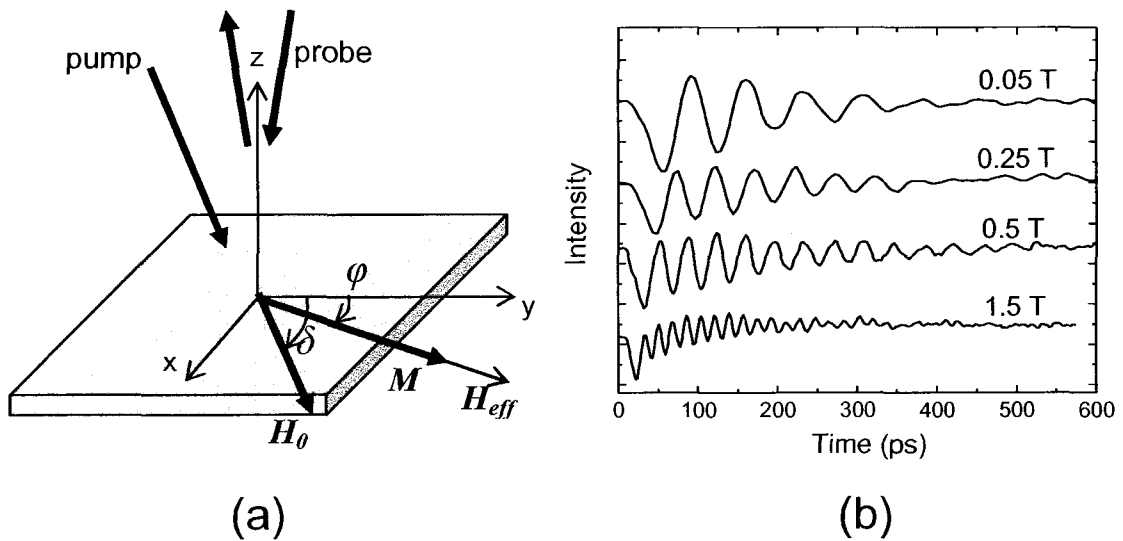 pump
probe
z
y
x
φ
δ
M
H_eff
H_0
(a)
Intensity
0.05 T
0.25 T
0.5 T
1.5 T
0 100 200 300 400 500 600
Time (ps)
(b)